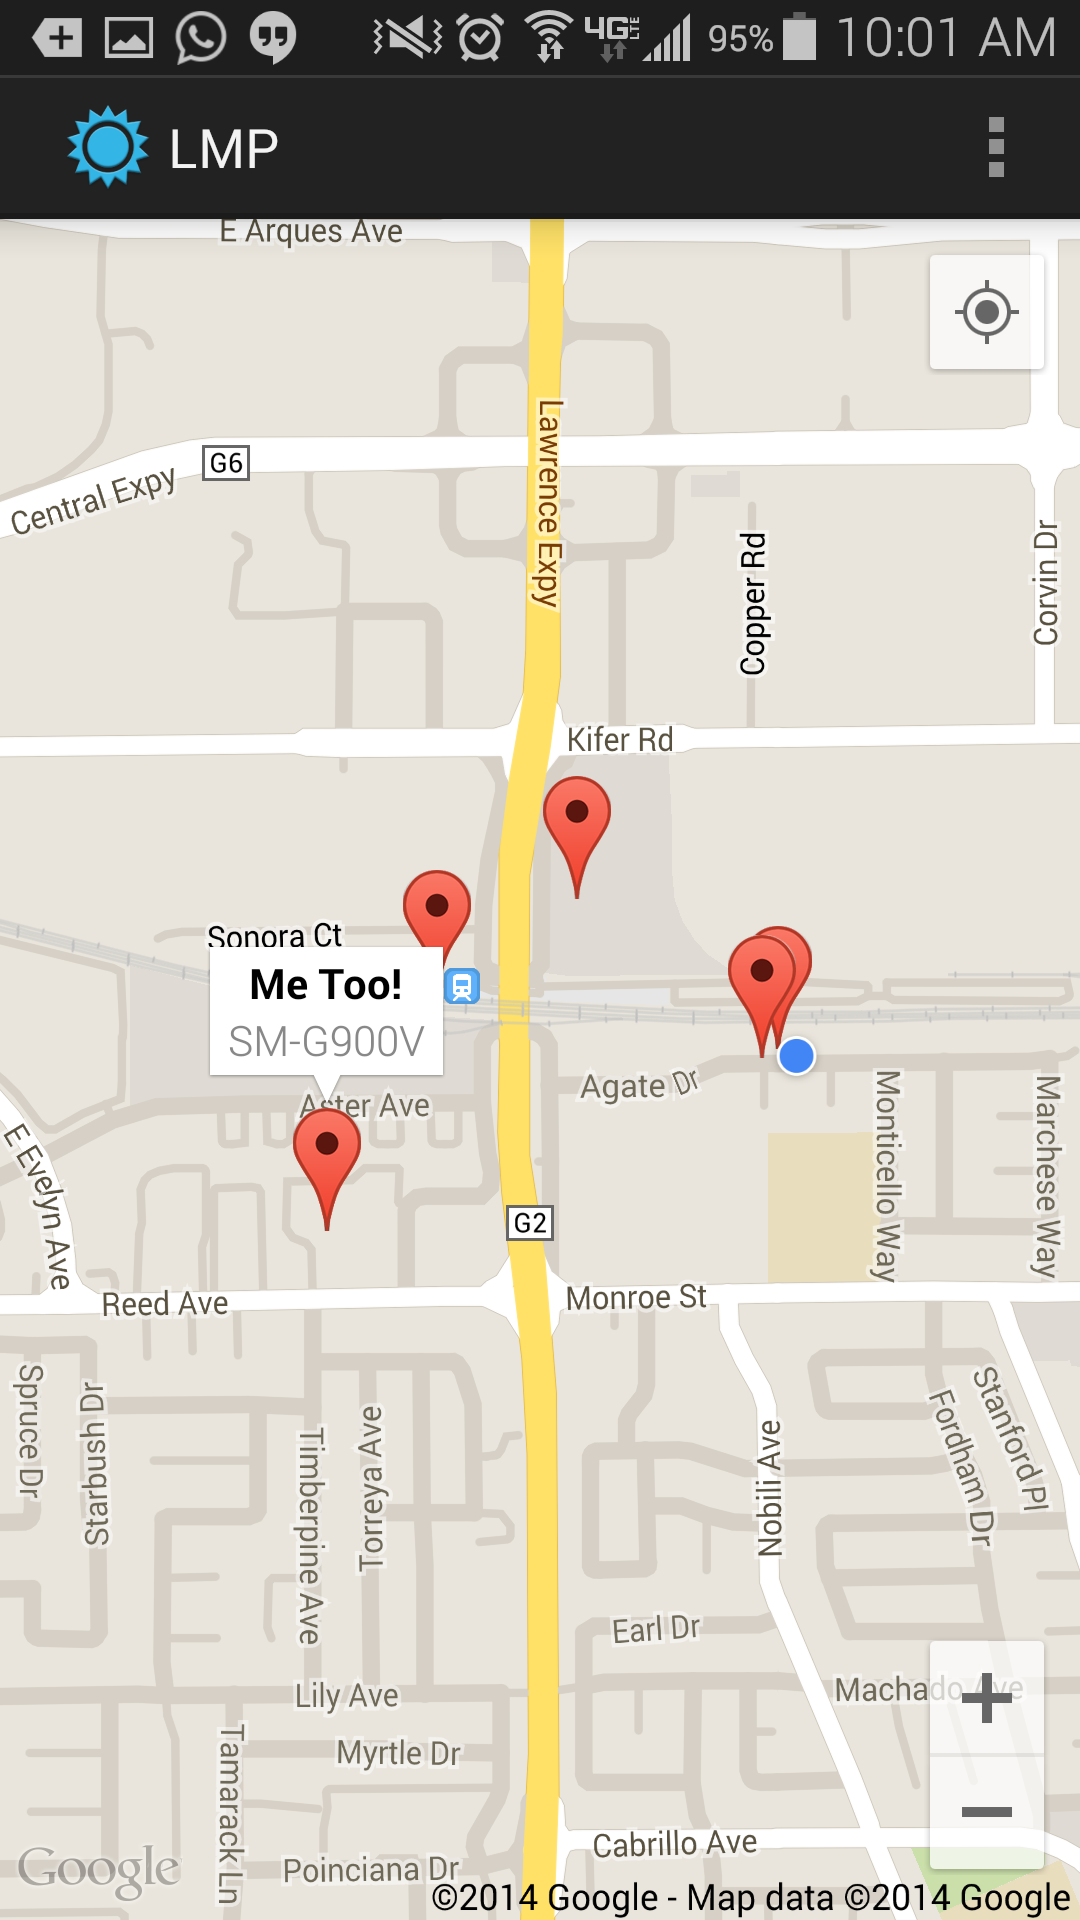 4G LTE 95% 10:01 AM
LMP
E Arques Ave
Lawrence Expy
G6
Central Expy
Copper Rd
Corvin Dr
Kifer Rd
Sonora Ct
Me Too!
SM-G900V
Agate Dr
Aster Ave
Monticello Way
Marchese Way
E Evelyn Ave
G2
Reed Ave
Monroe St
Spruce Dr
Starbush Dr
Timberpine Ave
Torreya Ave
Nobili Ave
Fordham Dr
Stanford Pl
Earl Dr
Lily Ave
Machado Ave
Myrtle Dr
Tamarack Ln
Cabrillo Ave
Google
Poinciana Dr
©2014 Google - Map data ©2014 Google